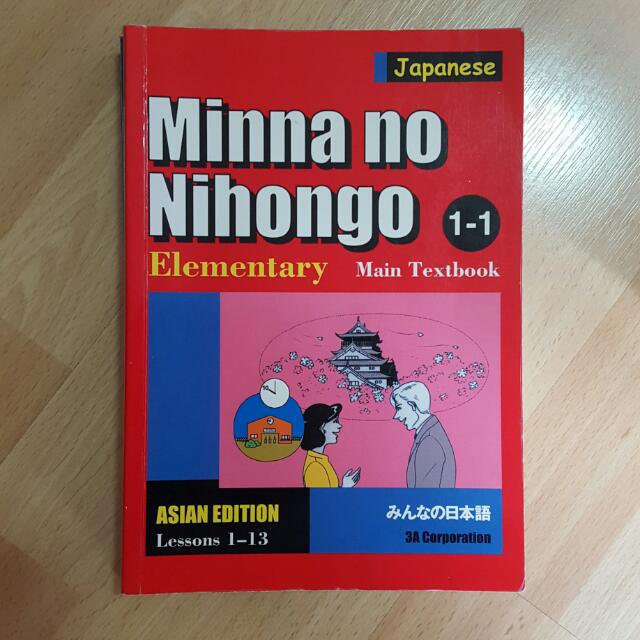 Japanese
Minna no
Nihongo 1-1
Elementary Main Textbook
ASIAN EDITION
Lessons 1–13
みんなの日本語
3A Corporation